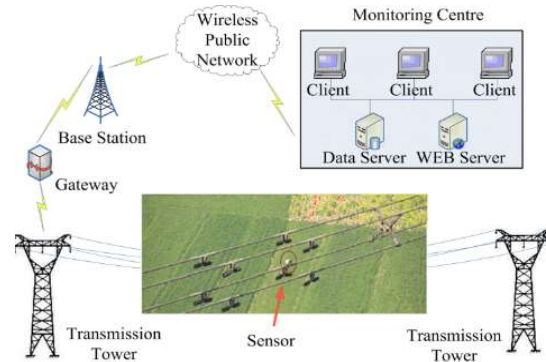 Wireless
Public
Network
Monitoring Centre
Client
Client
Client
Base Station
Data Server
WEB Server
Gateway
Transmission
Tower
Sensor
Transmission
Tower